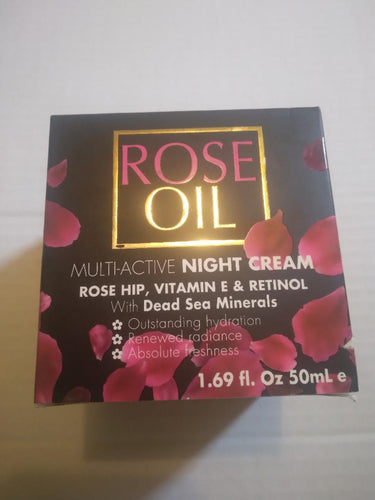 ROSE
OIL
MULTI-ACTIVE NIGHT CREAM
ROSE HIP, VITAMIN E & RETINOL
With Dead Sea Minerals
Outstanding hydration
Renewed radiance
Absolute freshness
1.69 fl. Oz 50mL e